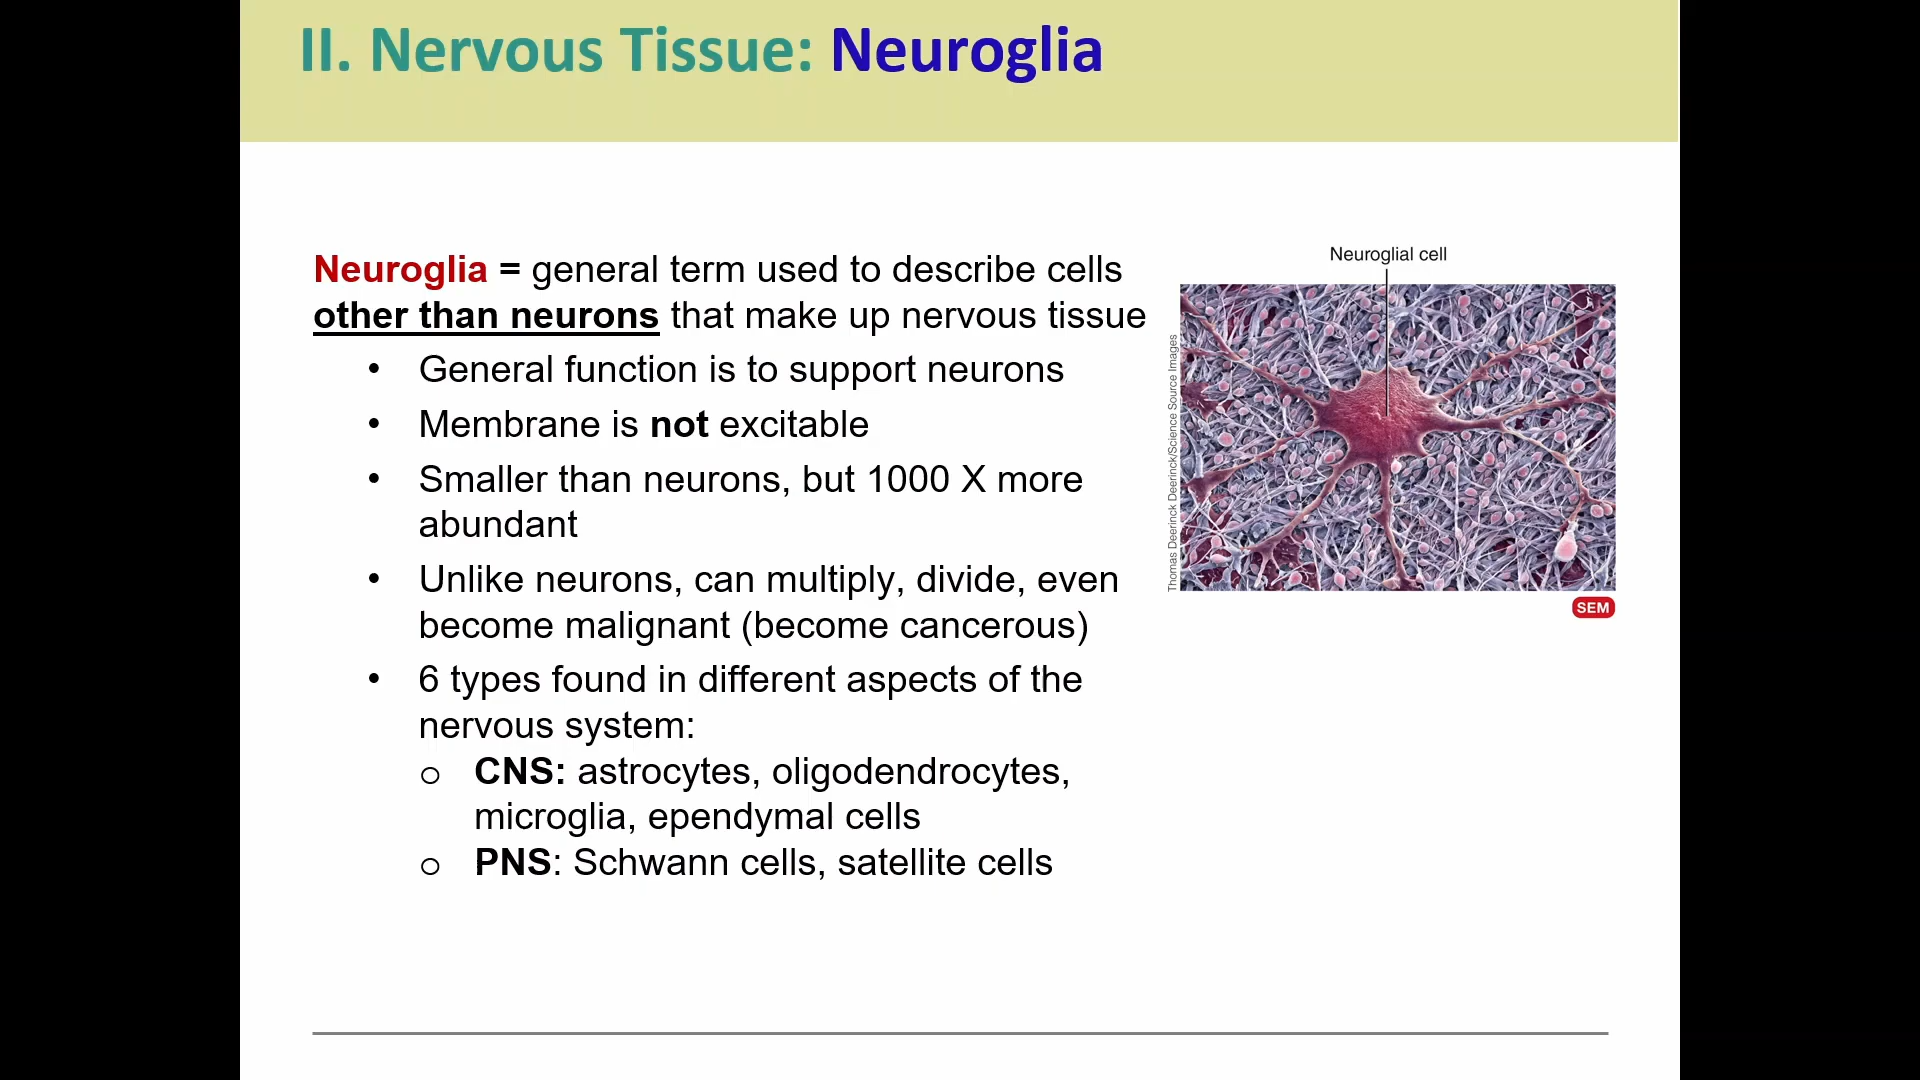 II. Nervous Tissue: Neuroglia
Neuroglia = general term used to describe cells
other than neurons that make up nervous tissue
• General function is to support neurons
• Membrane is not excitable
• Smaller than neurons, but 1000 X more
abundant
• Unlike neurons, can multiply, divide, even
become malignant (become cancerous)
• 6 types found in different aspects of the
nervous system:
o CNS: astrocytes, oligodendrocytes,
microglia, ependymal cells
o PNS: Schwann cells, satellite cells
Neuroglial cell
Thomas Deerinck Deerinck/Science Source Images
SEM